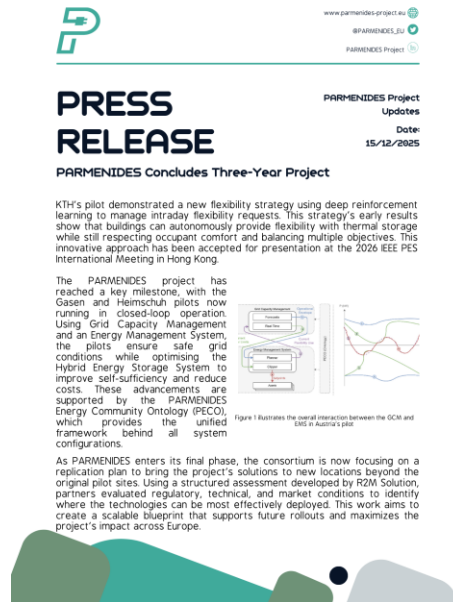 www.parmenides-project.eu
@PARMENIDES_EU
PARMENIDES Project
PRESS
RELEASE
PARMENIDES Project
Updates
Date:
15/12/2025
PARMENIDES Concludes Three-Year Project
KTH's pilot demonstrated a new flexibility strategy using deep reinforcement
learning to manage intraday flexibility requests. This strategy's early results
show that buildings can autonomously provide flexibility with thermal storage
while still respecting occupant comfort and balancing multiple objectives. This
innovative approach has been accepted for presentation at the 2026 IEEE PES
International Meeting in Hong Kong.
The PARMENIDES project has
reached a key milestone, with the
Gasen and Heimschuh pilots now
running in closed-loop operation.
Using Grid Capacity Management
and an Energy Management System,
the pilots ensure safe grid
conditions while optimising the
Hybrid Energy Storage System to
improve self-sufficiency and reduce
costs. These advancements are
supported by the PARMENIDES
Energy Community Ontology (PECO),
which provides the unified
framework behind all system
configurations.
Grid Capacity Management
Forecaster
Real-Time
Energy Management System
Planner
Figure 1 illustrates the overall interaction between the GCM and
EMS in Austria's pilot
As PARMENIDES enters its final phase, the consortium is now focusing on a
replication plan to bring the project's solutions to new locations beyond the
original pilot sites. Using a structured assessment developed by R2M Solution,
partners evaluated regulatory, technical, and market conditions to identify
where the technologies can be most effectively deployed. This work aims to
create a scalable blueprint that supports future rollouts and maximizes the
project's impact across Europe.